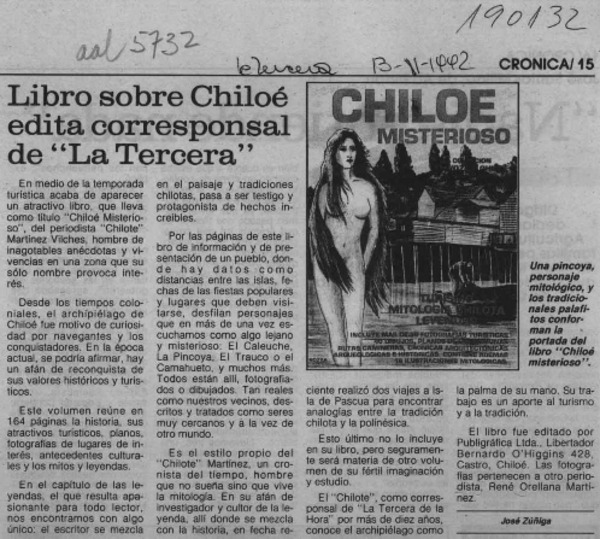 190132
aal 5732
la tercera 13-II-1992 CRONICA/ 15
Libro sobre Chiloé
edita corresponsal
de “La Tercera”
En medio de la temporada
turística acaba de aparecer
un atractivo libro, que lleva
como título “Chiloé Misterio-
so”, del periodista “Chilote”
Martínez Vilches, hombre de
inagotables anécdotas y vi-
vencias en una zona que su
sólo nombre provoca inte-
rés.
Desde los tiempos colo-
niales, el archipiélago de
Chiloé fue motivo de curiosi-
dad por navegantes y los
conquistadores. En la época
actual, se podría afirmar, hay
un afán de reconquista de
sus valores históricos y turís-
ticos.
Este volumen reúne en
164 páginas la historia, sus
atractivos turísticos, planos,
fotografías de lugares de in-
terés, antecedentes cultura-
les y los mitos y leyendas.
En el capítulo de las le-
yendas, el que resulta apa-
sionante para todo lector,
nos encontramos con algo
único: el escritor se mezcla
en el paisaje y tradiciones
chilotas, pasa a ser testigo y
protagonista de hechos in-
creíbles.
Por las páginas de este li-
bro de información y de pre-
sentación de un pueblo, don-
de hay datos como
distancias entre las islas, fe-
chas de las fiestas populares
y lugares que deben visi-
tarse, desfilan personajes
que en más de una vez es-
cuchamos como algo lejano
y misterioso: El Caleuche,
La Pincoya, El Trauco o el
Camahueto, y muchos más.
Todos están allí, fotografia-
dos o dibujados. Tan reales
como nuestros vecinos, des-
critos y tratados como seres
muy cercanos y a la vez de
otro mundo.
Es el estilo propio del
“Chilote” Martínez, un cro-
nista del tiempo, hombre
que no sueña sino que vive
la mitología. En su afán de
investigador y cultor de la le-
yenda, allí donde se mezcla
con la historia, en fecha re-
CHILOE
MISTERIOSO
MITOLOGIA CHILOTA
INCLUYE MAS DE 80 FOTOGRAFIAS TURISTICAS
Una pincoya,
personaje
mitológico, y
los tradicio-
nales palafi-
tos confor-
man la
portada del
libro “Chiloé
misterioso”.
ciente realizó dos viajes a Is-
la de Pascua para encontrar
analogías entre la tradición
chilota y la polinésica.
Esto último no lo incluye
en su libro, pero seguramen-
te será materia de otro volu-
men de su fértil imaginación
y estudio.
El “Chilote”, como corres-
ponsal de “La Tercera de la
Hora” por más de diez años,
conoce el archipiélago como
la palma de su mano. Su tra-
bajo es un aporte al turismo
y a la tradición.
El libro fue editado por
Publigráfica Ltda., Libertador
Bernardo O’Higgins 428,
Castro, Chiloé. Las fotogra-
fías pertenecen a otro perio-
dista, René Orellana Martí-
nez.
José Zúñiga